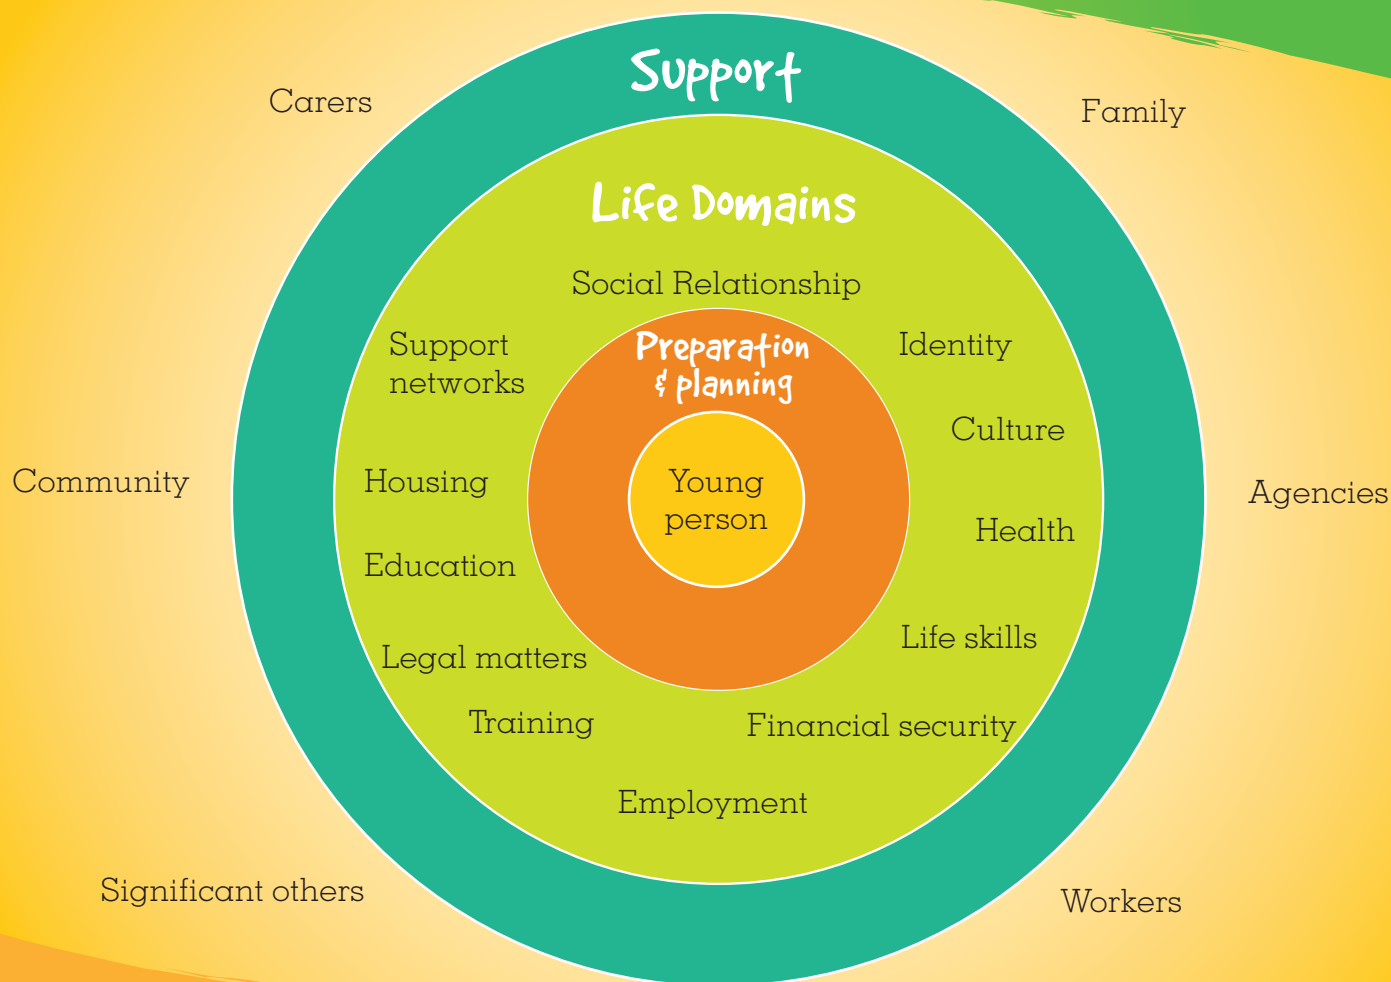 Support
Carers
Family
Life Domains
Social Relationship
Support
networks
Preparation
& planning
Identity
Culture
Community
Housing
Young
person
Agencies
Health
Education
Life skills
Legal matters
Training
Financial security
Employment
Significant others
Workers